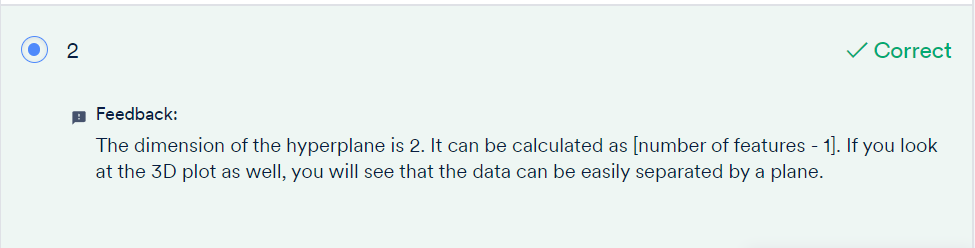 2
Correct
Feedback:
The dimension of the hyperplane is 2. It can be calculated as [number of features - 1]. If you look
at the 3D plot as well, you will see that the data can be easily separated by a plane.